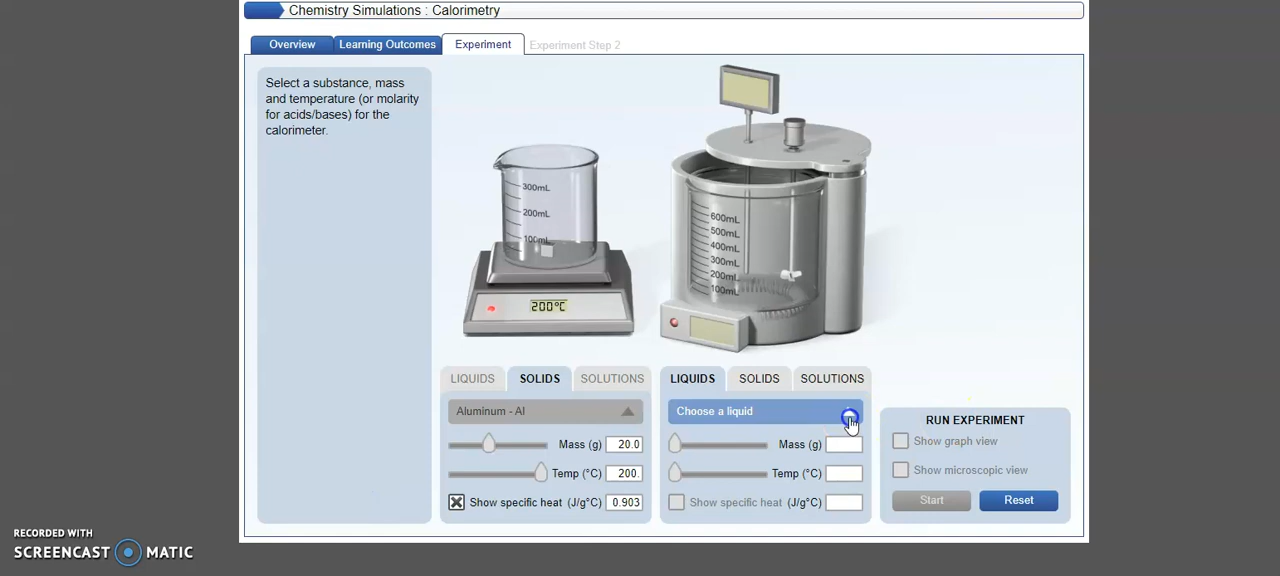 Chemistry Simulations : Calorimetry
Overview
Learning Outcomes
Experiment
Experiment Step 2
Select a substance, mass
and temperature (or molarity
for acids/bases) for the
calorimeter.
300mL
200mL
100mL
200°C
600mL
500mL
400mL
300mL
200mL
100mL
LIQUIDS
SOLIDS
SOLUTIONS
Aluminum - Al
Mass (g) 20.0
Temp (°C) 200.
Show specific heat (J/g°C) 0.903
LIQUIDS
SOLIDS
SOLUTIONS
Choose a liquid
Mass (g)
Temp (°C)
Show specific heat (J/g°C)
RUN EXPERIMENT
Show graph view
Show microscopic view
Start
Reset
RECORDED WITH
SCREENCAST MATIC